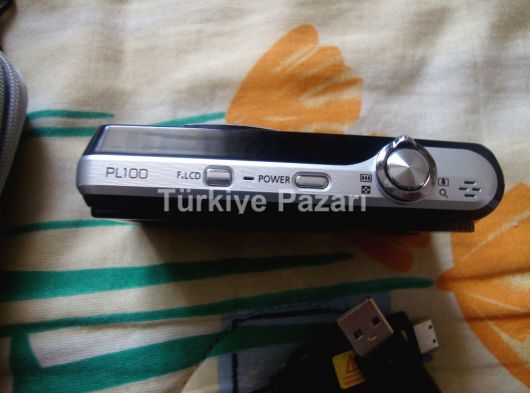 PL100 F.LCD POWER
Türkiye Pazarı